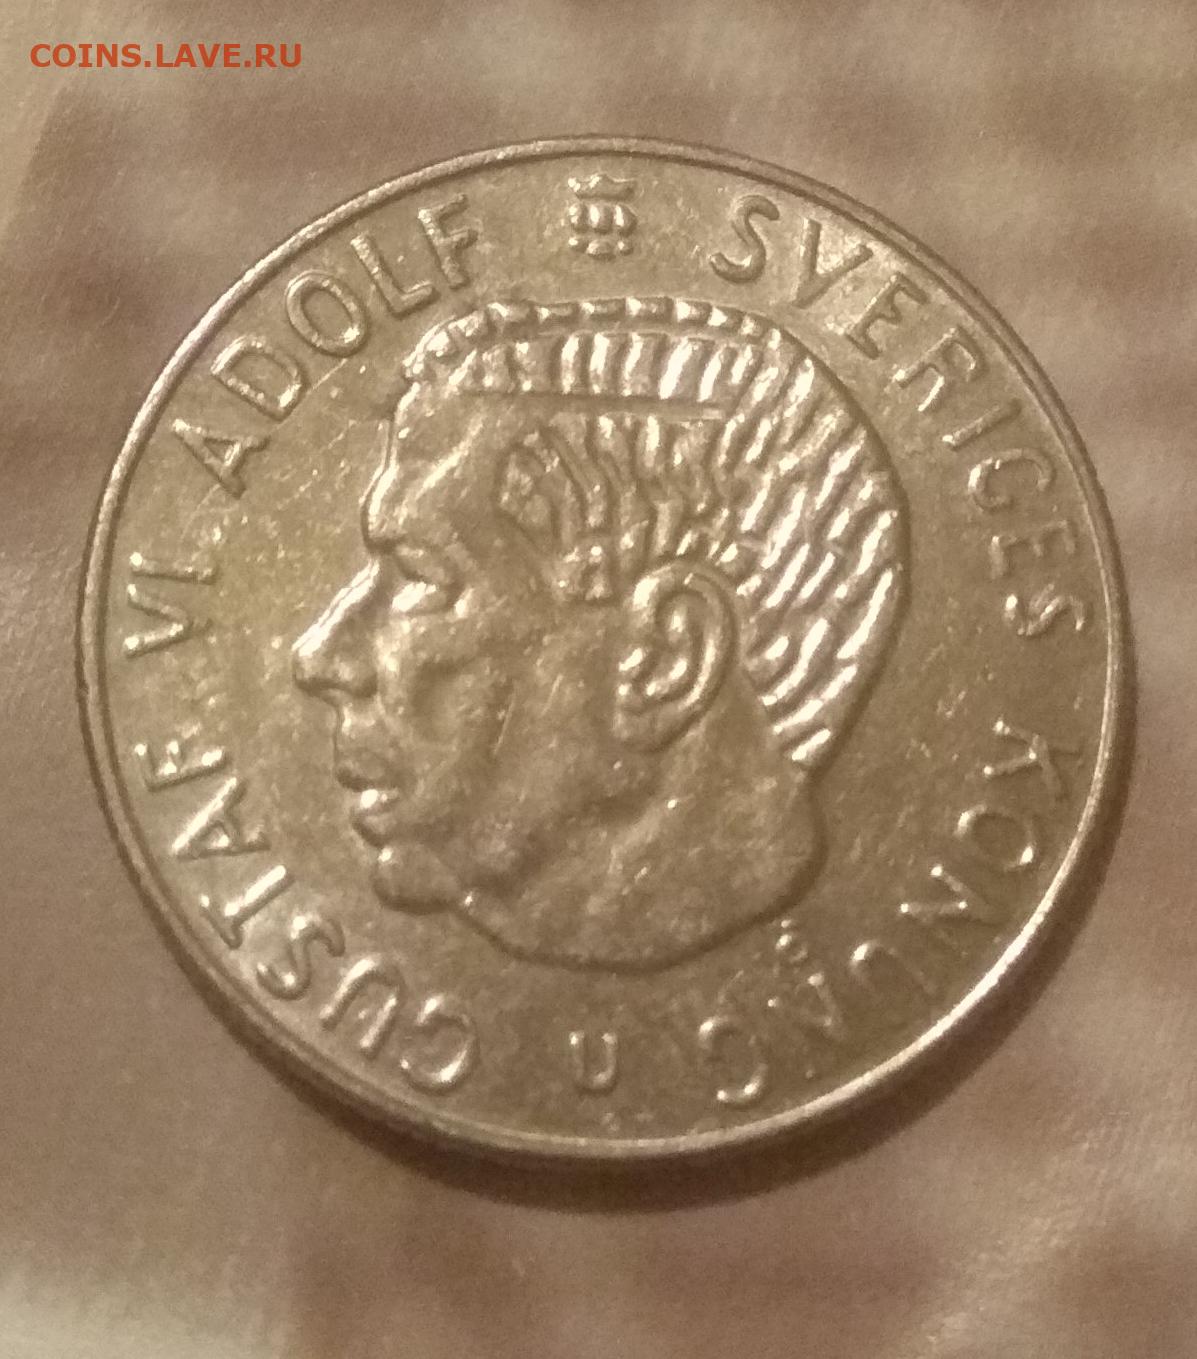 COINS.LAVE.RU
GUSTAF VI ADOLF SVERIGES KONUNG
U